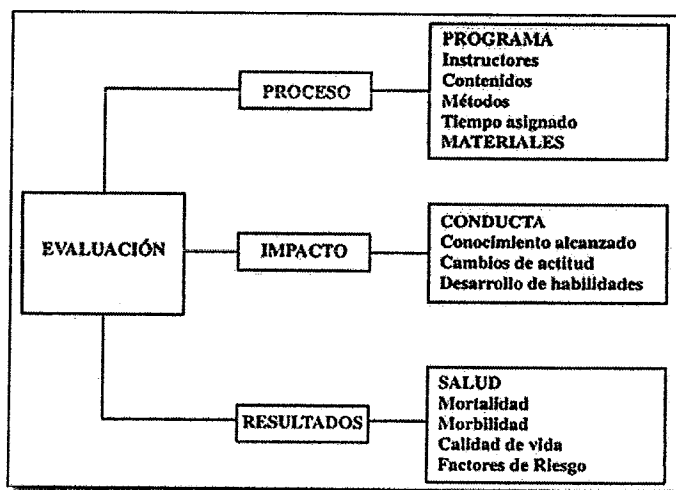 EVALUACIÓN
PROCESO
PROGRAMA
Instructores
Contenidos
Métodos
Tiempo asignado
MATERIALES
IMPACTO
CONDUCTA
Conocimiento alcanzado
Cambios de actitud
Desarrollo de habilidades
RESULTADOS
SALUD
Mortalidad
Morbilidad
Calidad de vida
Factores de Riesgo